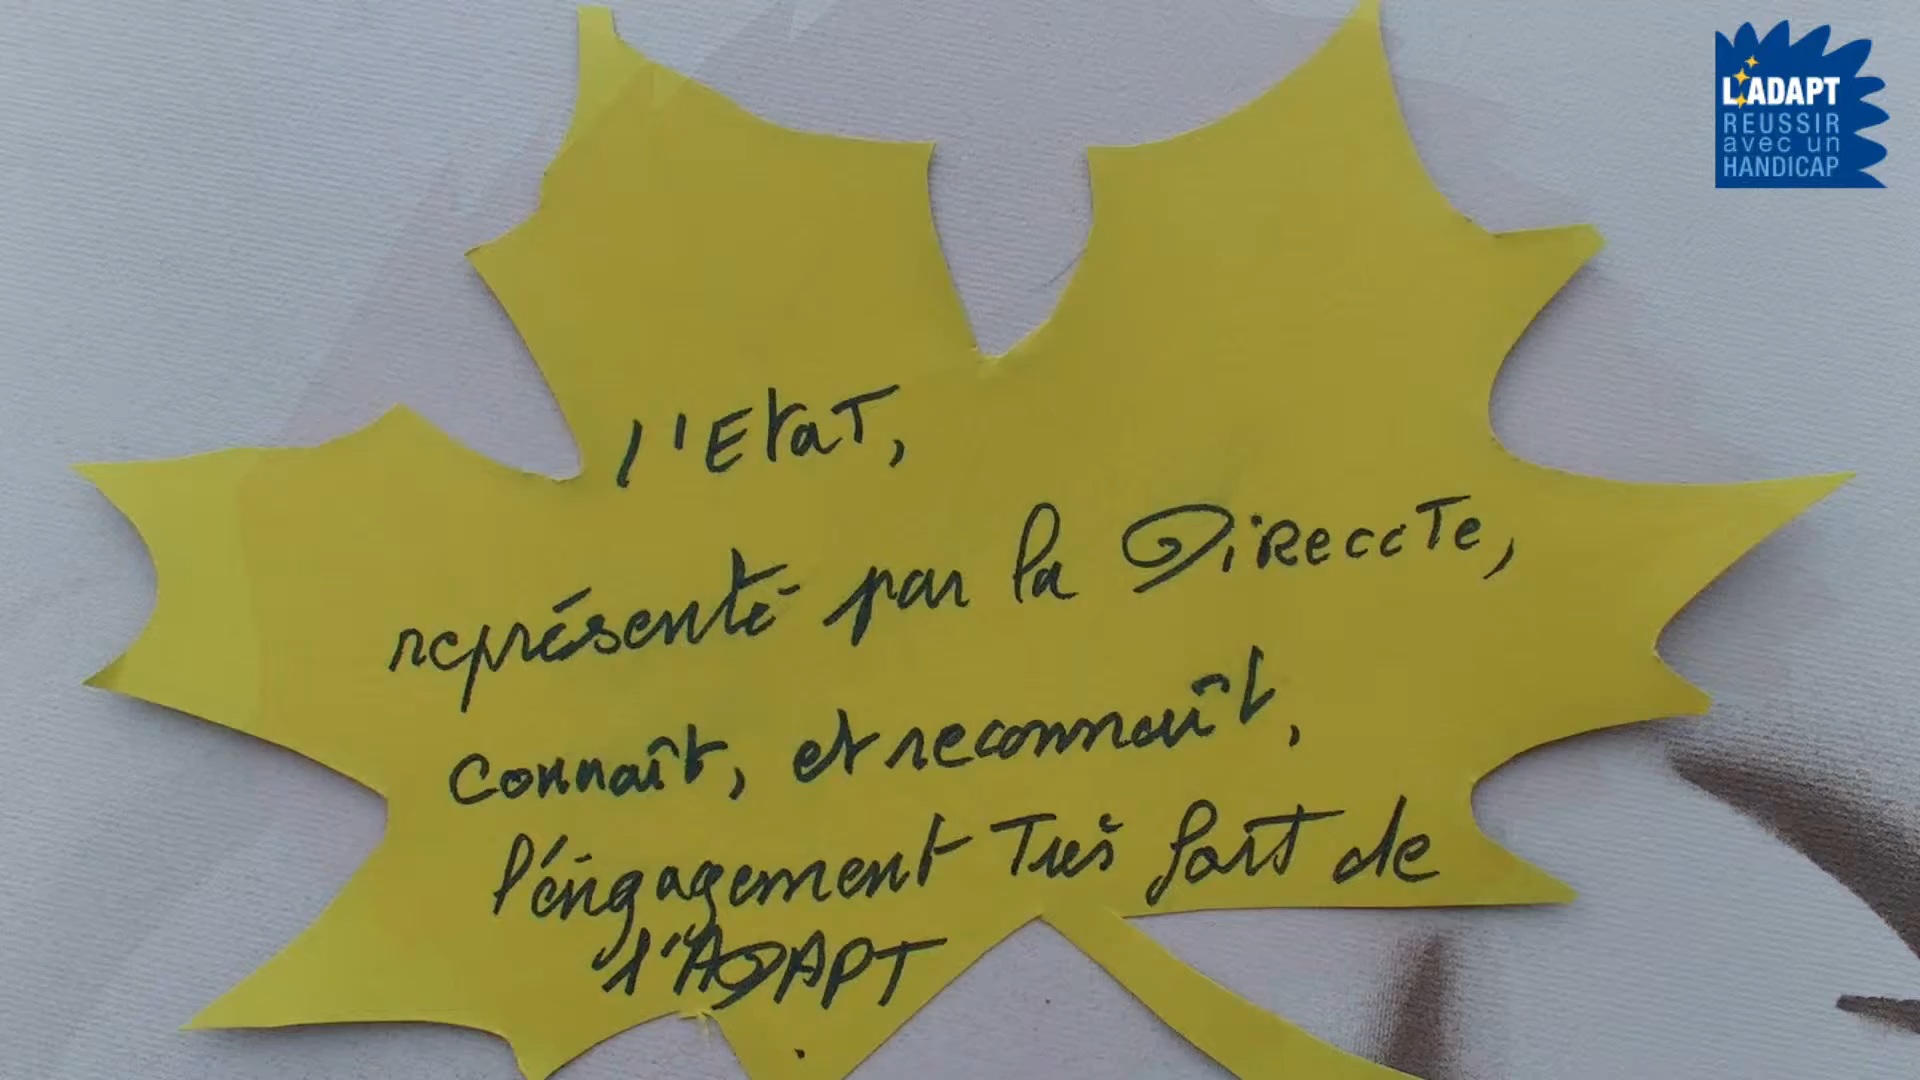 L'ADAPT
REUSSIR
avec un
HANDICAP
l'Etat,
représenté par la Direccte,
connaît, et reconnaît,
l'engagement Très fort de
l'ADAPT
.